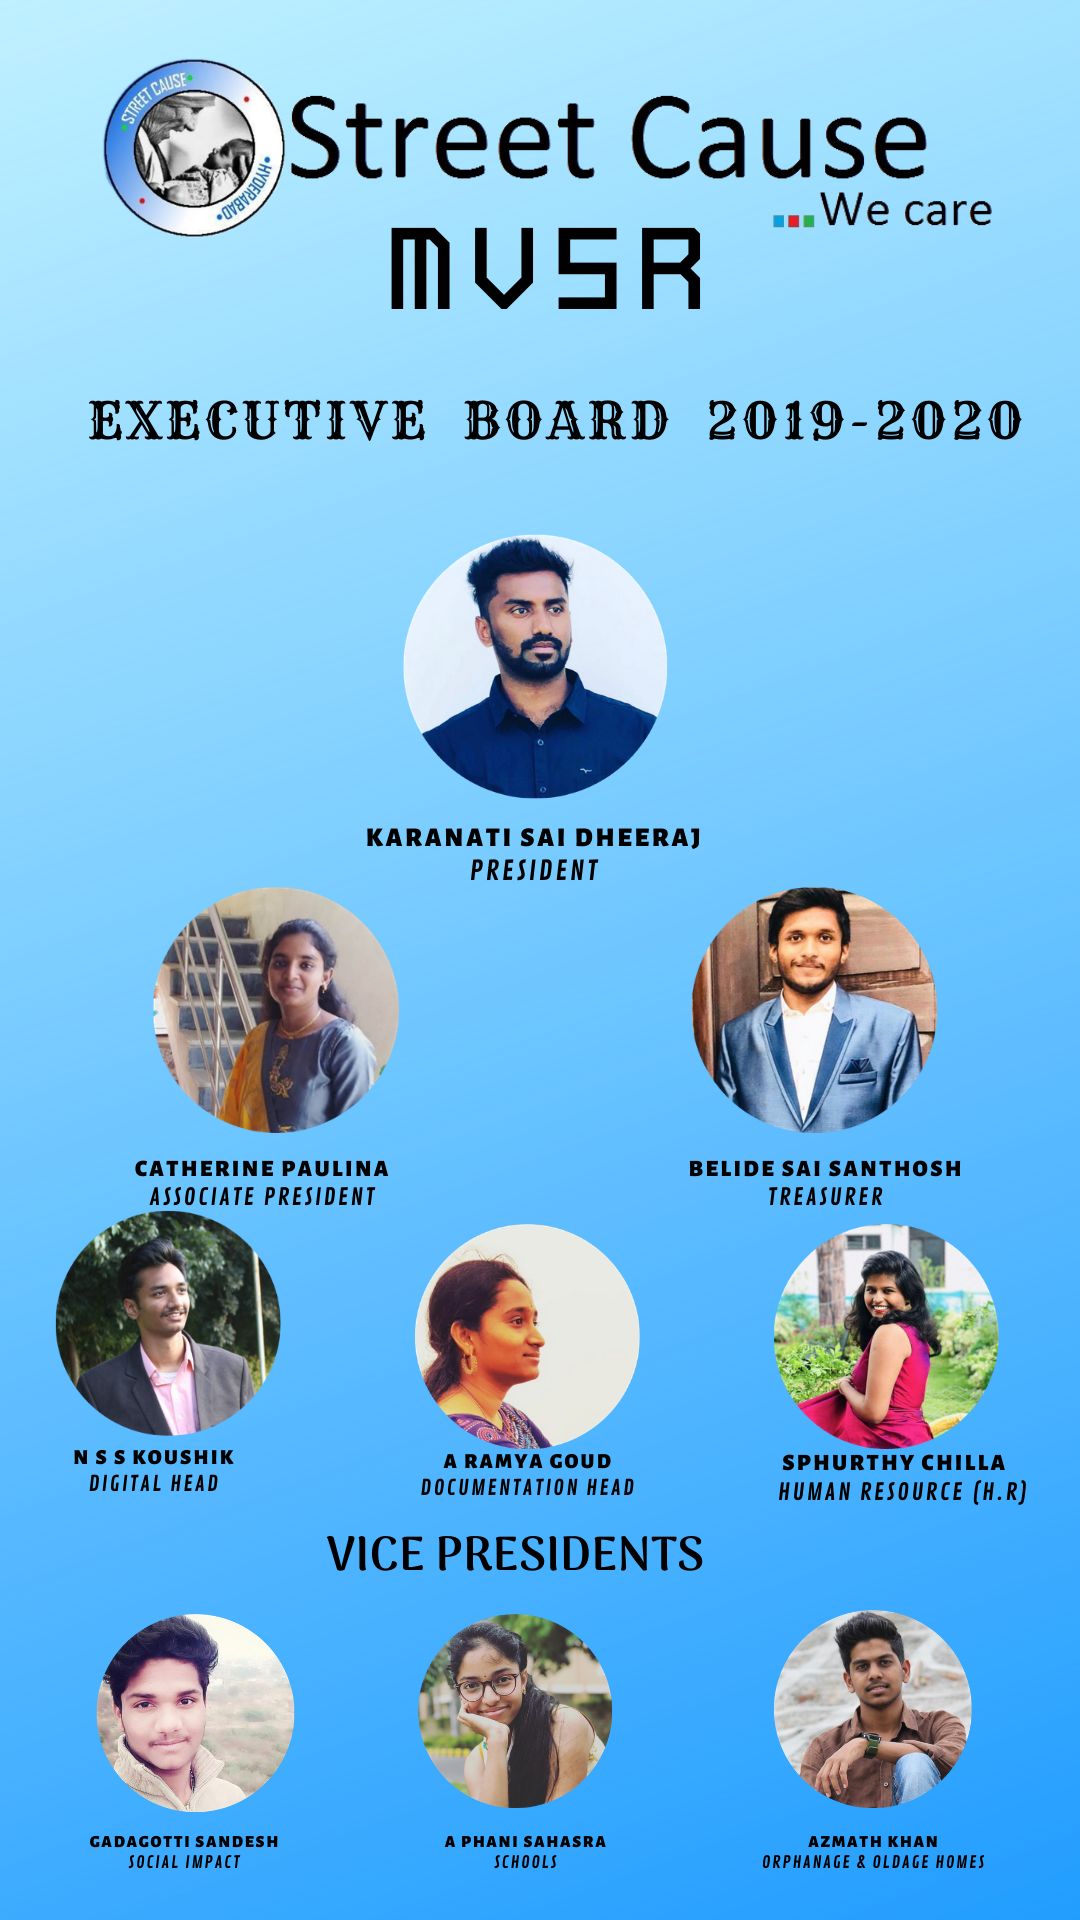 STREET CAUSE
HYDERABAD
Street Cause
...We care
MVSR
EXECUTIVE BOARD 2019-2020
KARANATI SAI DHEERAJ
PRESIDENT
CATHERINE PAULINA
ASSOCIATE PRESIDENT
BELIDE SAI SANTHOSH
TREASURER
N S S KOUSHIK
DIGITAL HEAD
A RAMYA GOUD
DOCUMENTATION HEAD
SPHURTHY CHILLA
HUMAN RESOURCE (H.R)
VICE PRESIDENTS
GADAGOTTI SANDESH
SOCIAL IMPACT
A PHANI SAHASRA
SCHOOLS
AZMATH KHAN
ORPHANAGE & OLDAGE HOMES